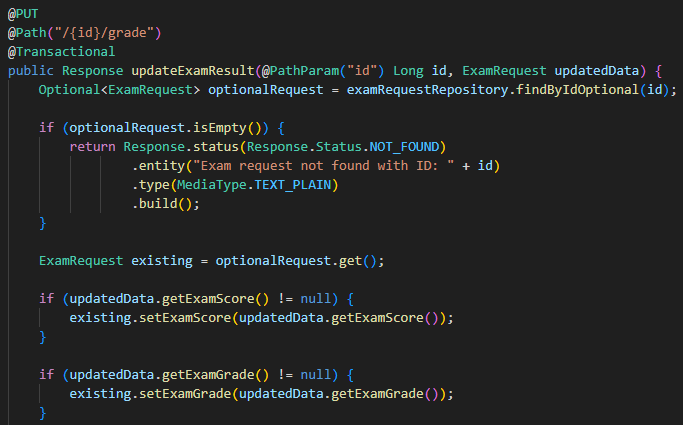 @PUT
@Path("/{id}/grade")
@Transactional
public Response updateExamResult(@PathParam("id") Long id, ExamRequest updatedData) {
    Optional<ExamRequest> optionalRequest = examRequestRepository.findByIdOptional(id);

    if (optionalRequest.isEmpty()) {
        return Response.status(Response.Status.NOT_FOUND)
                .entity("Exam request not found with ID: " + id)
                .type(MediaType.TEXT_PLAIN)
                .build();
    }

    ExamRequest existing = optionalRequest.get();

    if (updatedData.getExamScore() != null) {
        existing.setExamScore(updatedData.getExamScore());
    }

    if (updatedData.getExamGrade() != null) {
        existing.setExamGrade(updatedData.getExamGrade());
    }